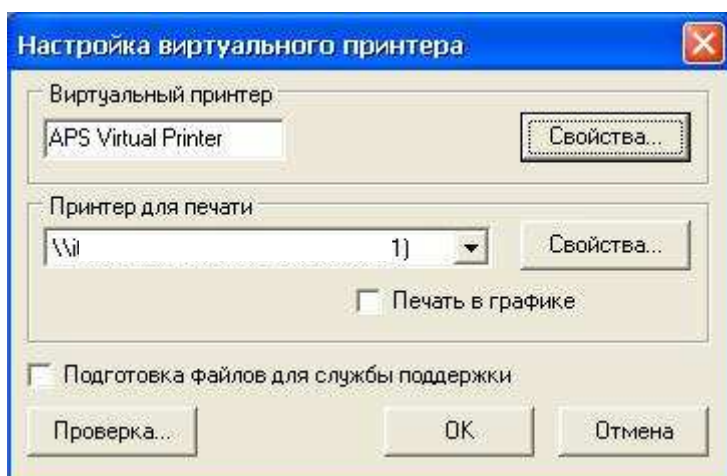 Настройка виртуального принтера
Виртуальный принтер
APS Virtual Printer
Свойства...
Принтер для печати
\\i 1)
Свойства...
Печать в графике
Подготовка файлов для службы поддержки
Проверка...
OK
Отмена